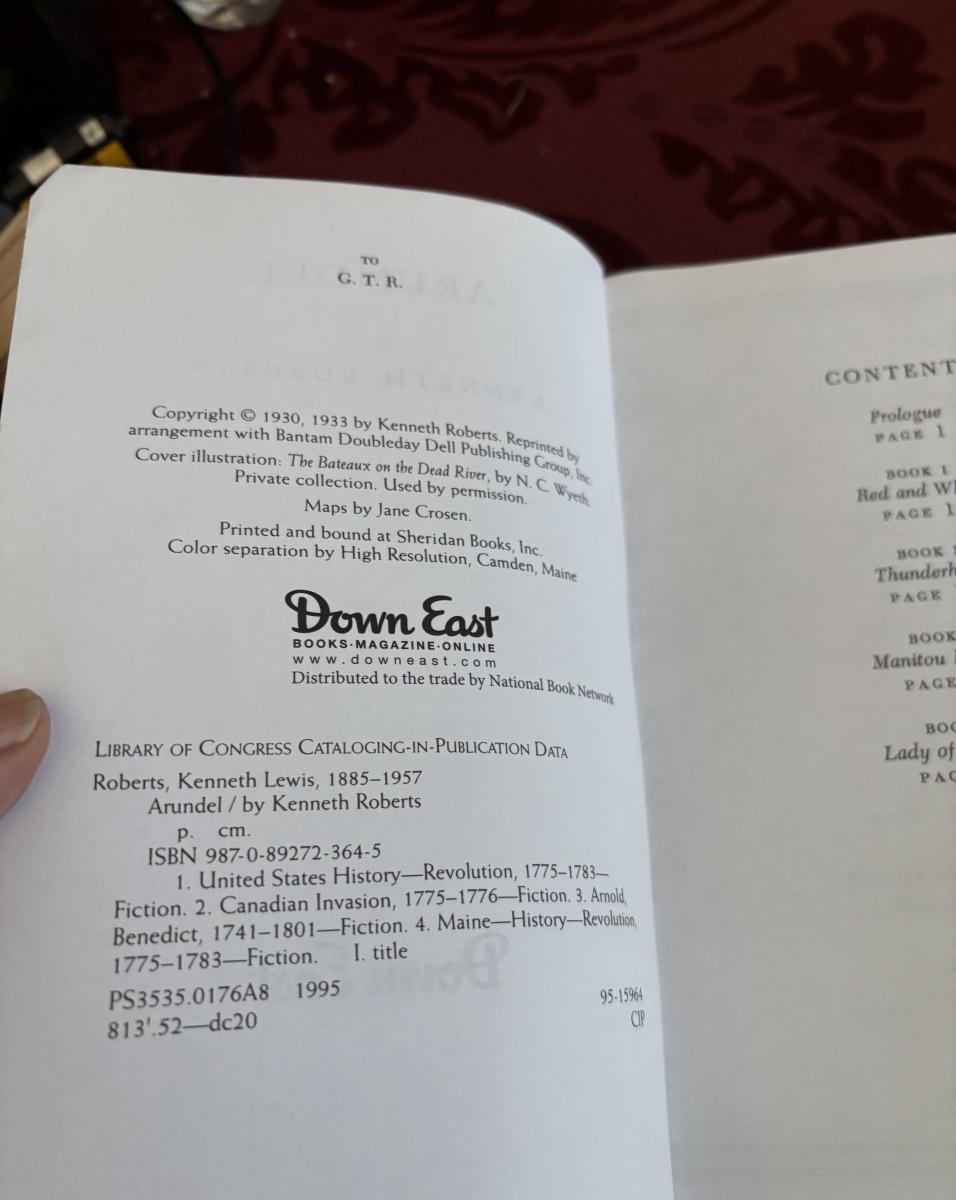 TO
G. T. R.
Copyright © 1930, 1933 by Kenneth Roberts. Reprinted by
arrangement with Bantam Doubleday Dell Publishing Group, Inc.
Cover illustration: The Bateaux on the Dead River, by N. C. Wyeth.
Private collection. Used by permission.
Maps by Jane Crosen.
Printed and bound at Sheridan Books, Inc.
Color separation by High Resolution, Camden, Maine
Down East
BOOKS·MAGAZINE·ONLINE
www.downeast.com
Distributed to the trade by National Book Network
LIBRARY OF CONGRESS CATALOGING-IN-PUBLICATION DATA
Roberts, Kenneth Lewis, 1885–1957
Arundel / by Kenneth Roberts
p. cm.
ISBN 987-0-89272-364-5
1. United States History—Revolution, 1775–1783—
Fiction. 2. Canadian Invasion, 1775–1776—Fiction. 3. Arnold,
Benedict, 1741–1801—Fiction. 4. Maine—History—Revolution,
1775–1783—Fiction. I. title
PS3535.0176A8 1995
95-15964
813'.52—dc20
CIP
CONTENT
Prologue
PAGE 1
BOOK I
Red and W
PAGE 1
BOOK
Thunder
PAGE
BOOK
Manitou
PAGE
BOO
Lady of
PAG